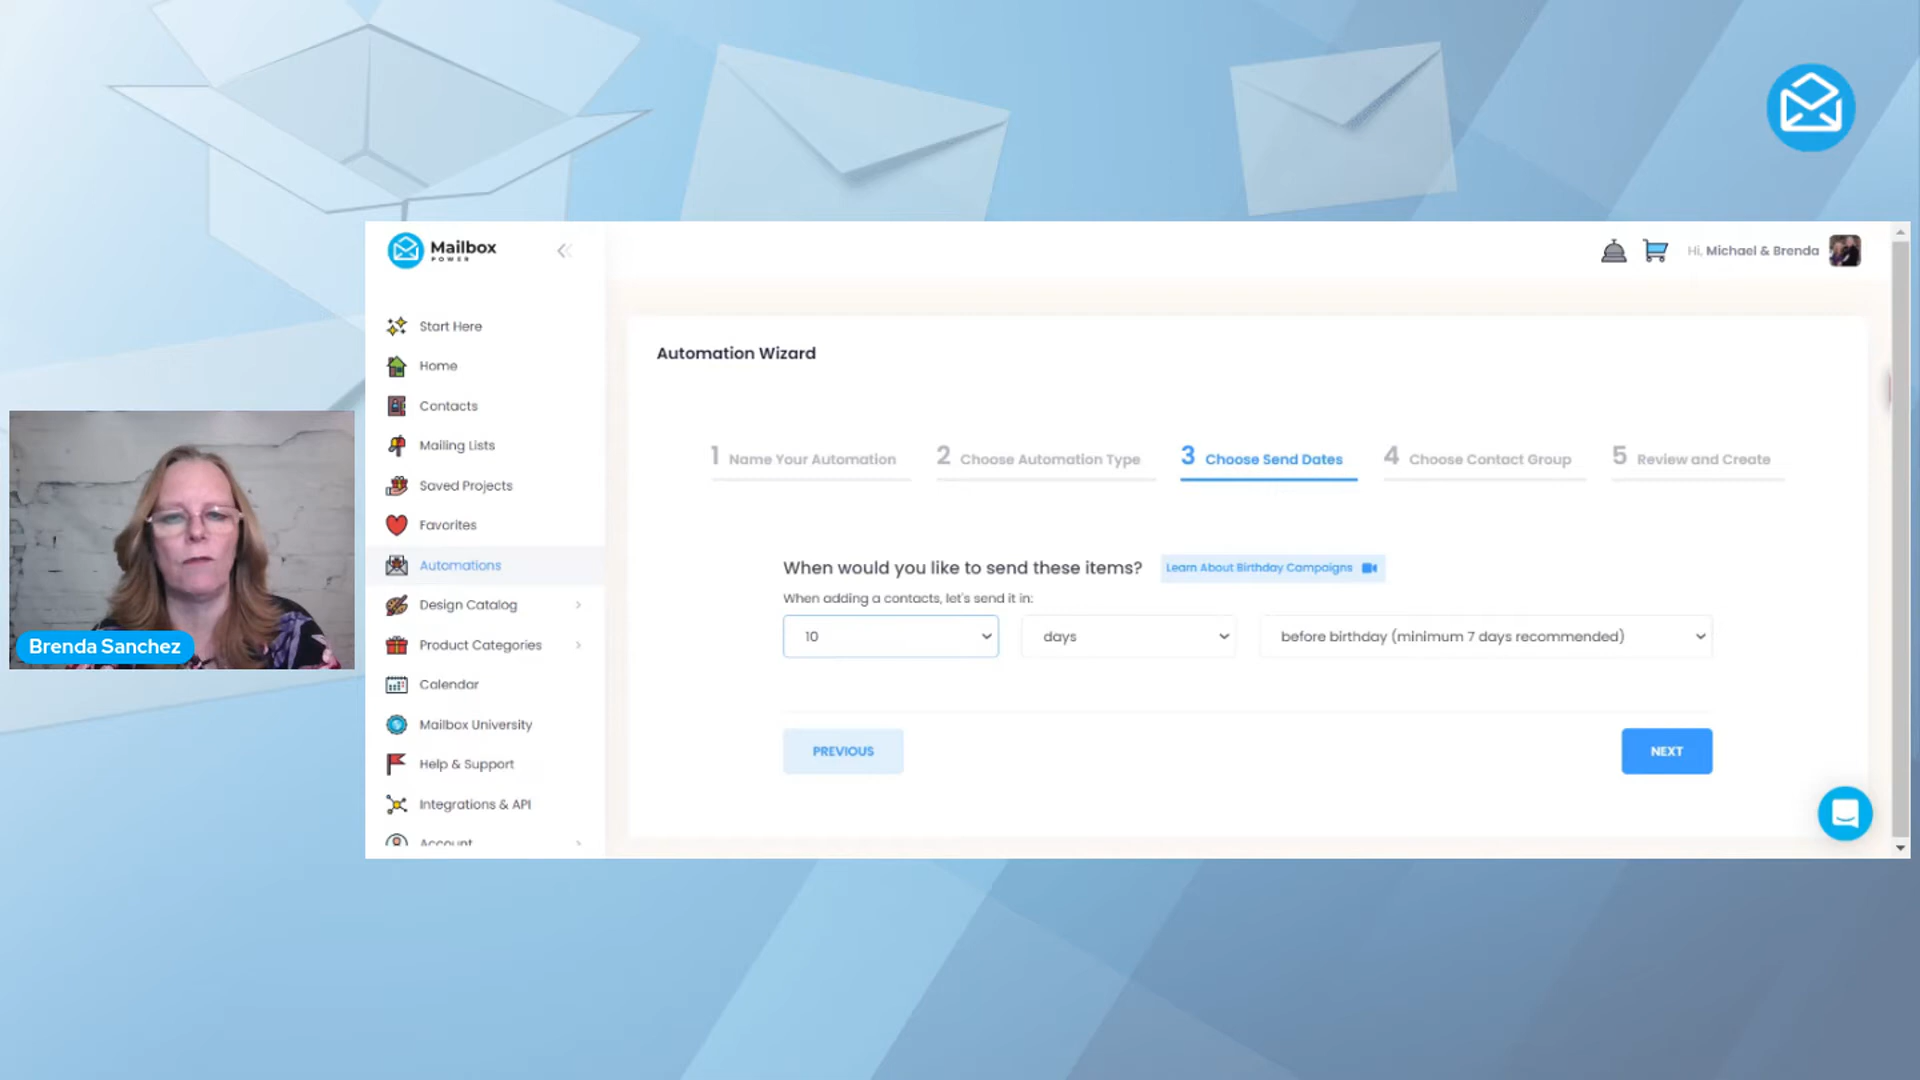 Mailbox
POWER
Hi, Michael & Brenda
Start Here
Home
Contacts
Mailing Lists
Saved Projects
Favorites
Automations
Design Catalog
Product Categories
Calendar
Mailbox University
Help & Support
Integrations & API
Account
Automation Wizard
1 Name Your Automation
2 Choose Automation Type
3 Choose Send Dates
4 Choose Contact Group
5 Review and Create
When would you like to send these items?
Learn About Birthday Campaigns
When adding a contacts, let's send it in:
10
days
before birthday (minimum 7 days recommended)
PREVIOUS
NEXT
Brenda Sanchez